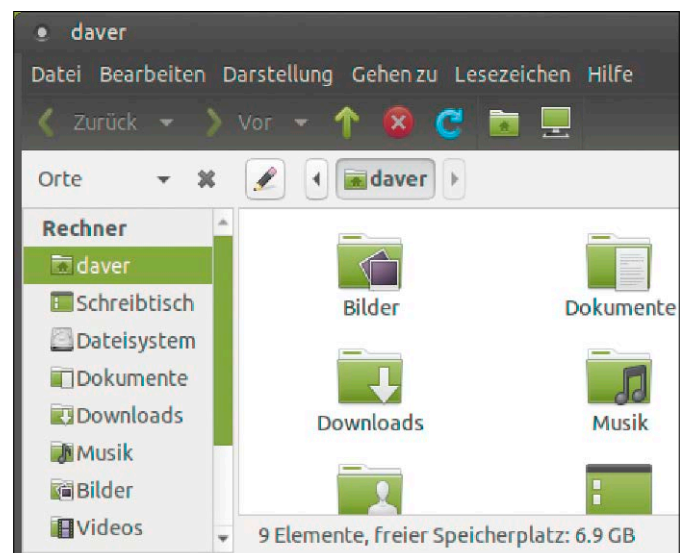 daver
Datei Bearbeiten Darstellung Gehen zu Lesezeichen Hilfe
Zurück Vor
Orte daver
Rechner
daver
Schreibtisch
Dateisystem
Dokumente
Downloads
Musik
Bilder
Videos
Bilder Dokumente
Downloads Musik
9 Elemente, freier Speicherplatz: 6.9 GB